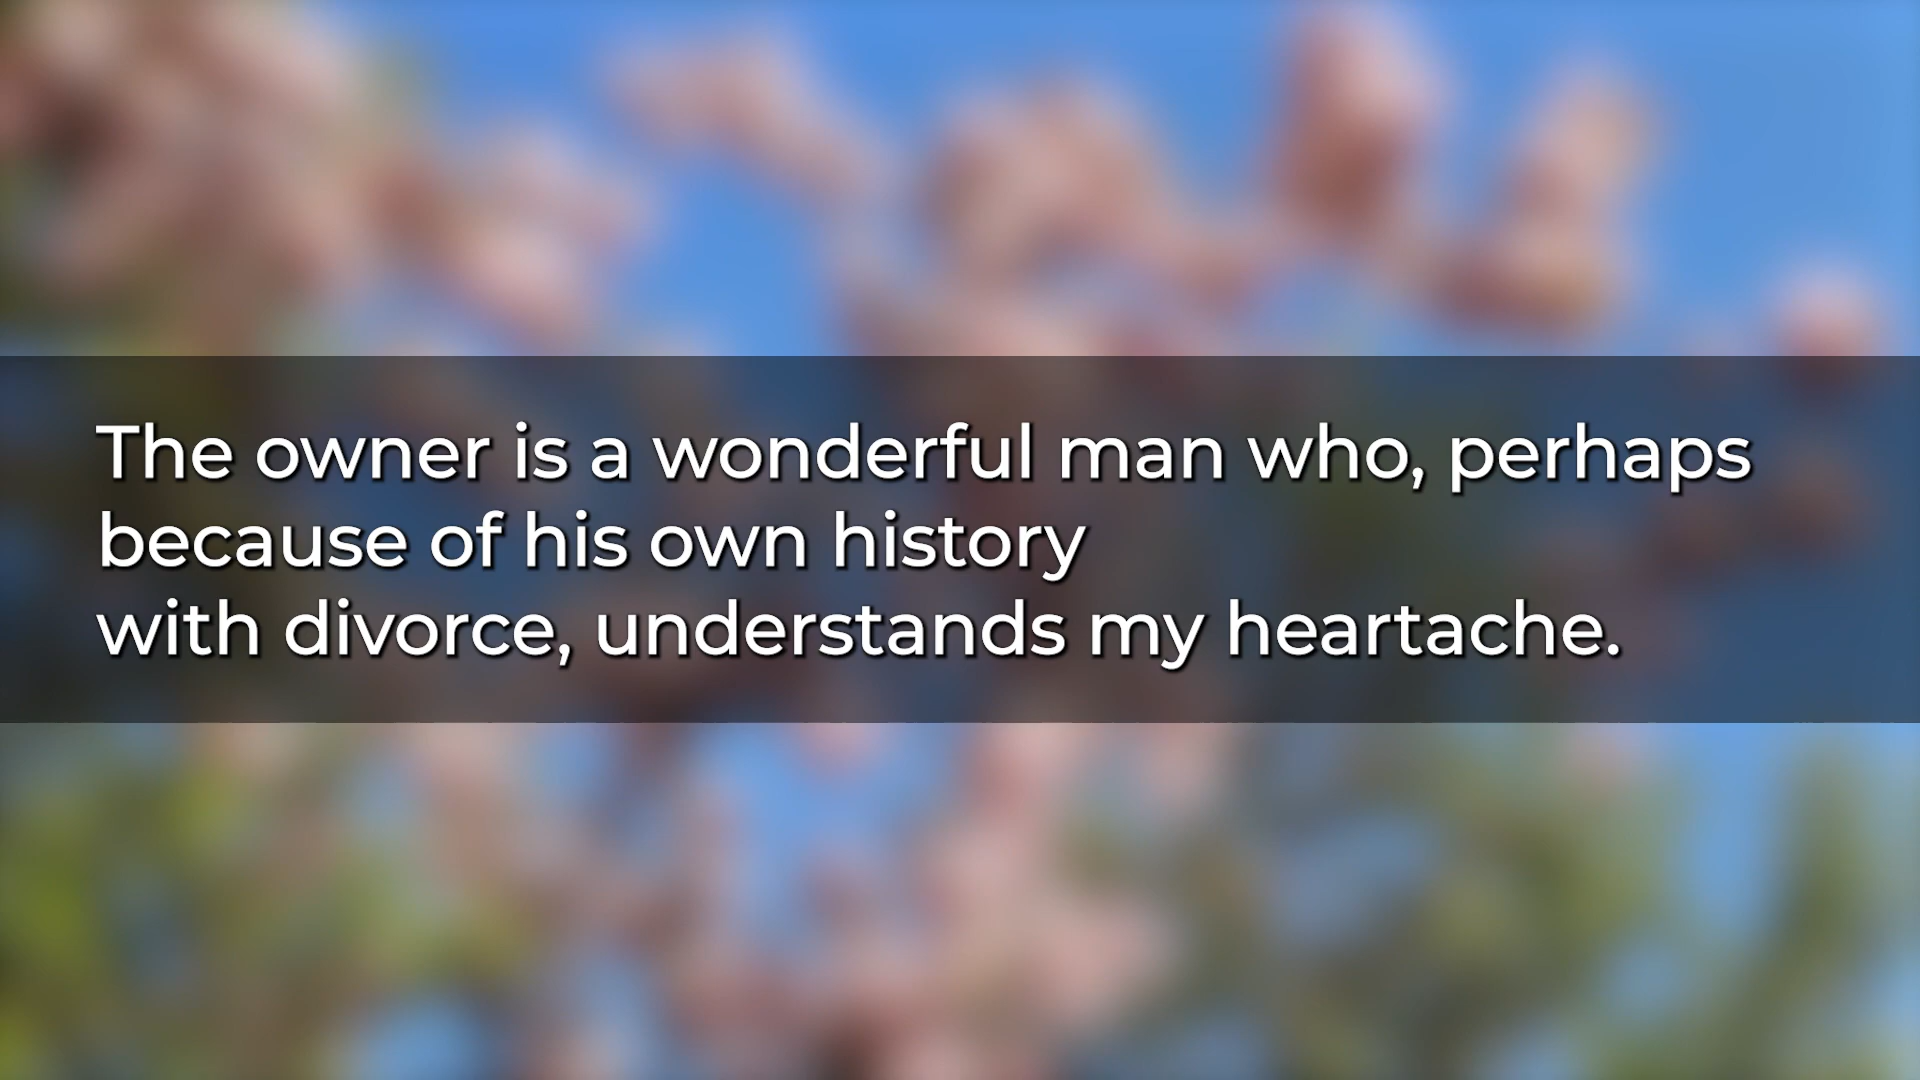 The owner is a wonderful man who, perhaps
because of his own history
with divorce, understands my heartache.